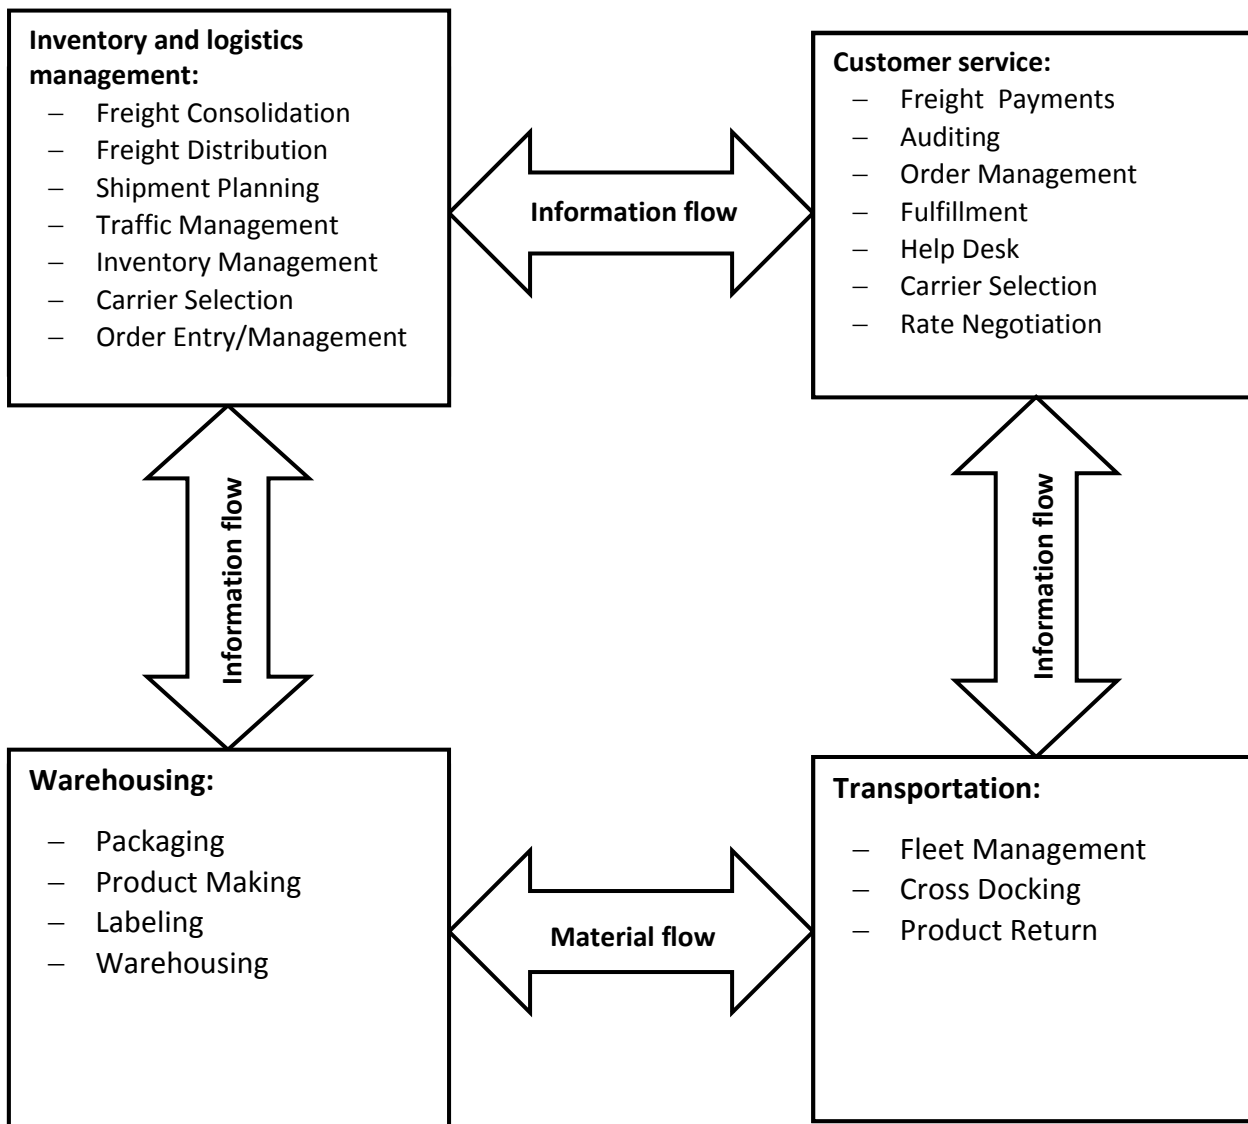 Inventory and logistics
management:
– Freight Consolidation
– Freight Distribution
– Shipment Planning
– Traffic Management
– Inventory Management
– Carrier Selection
– Order Entry/Management
Information flow
Customer service:
– Freight Payments
– Auditing
– Order Management
– Fulfillment
– Help Desk
– Carrier Selection
– Rate Negotiation
Information flow
Information flow
Warehousing:
– Packaging
– Product Making
– Labeling
– Warehousing
Material flow
Transportation:
– Fleet Management
– Cross Docking
– Product Return